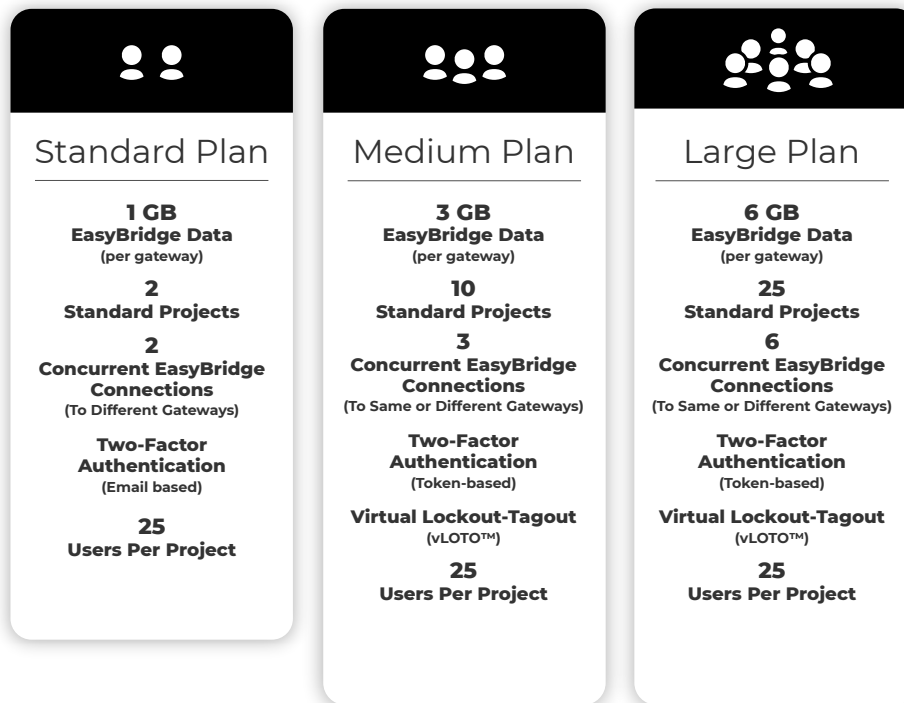 Standard Plan
1 GB
EasyBridge Data
(per gateway)
2
Standard Projects
2
Concurrent EasyBridge
Connections
(To Different Gateways)
Two-Factor
Authentication
(Email based)
25
Users Per Project
Medium Plan
3 GB
EasyBridge Data
(per gateway)
10
Standard Projects
3
Concurrent EasyBridge
Connections
(To Same or Different Gateways)
Two-Factor
Authentication
(Token-based)
Virtual Lockout-Tagout
(vLOTO™)
25
Users Per Project
Large Plan
6 GB
EasyBridge Data
(per gateway)
25
Standard Projects
6
Concurrent EasyBridge
Connections
(To Same or Different Gateways)
Two-Factor
Authentication
(Token-based)
Virtual Lockout-Tagout
(vLOTO™)
25
Users Per Project